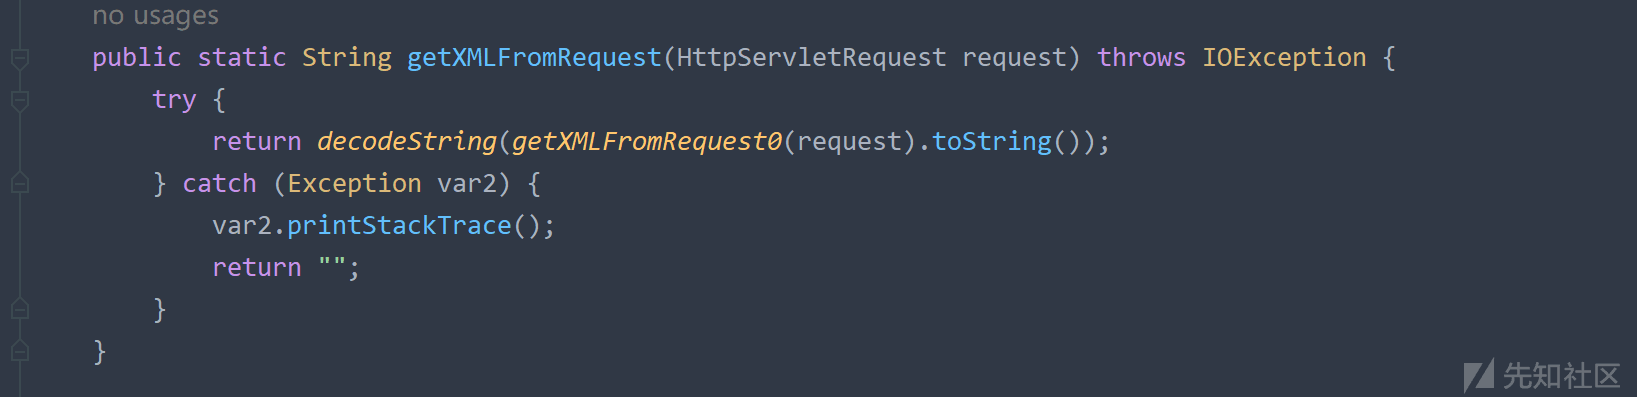 no usages
public static String getXMLFromRequest(HttpServletRequest request) throws IOException {
try {
return decodeString(getXMLFromRequest0(request).toString());
} catch (Exception var2) {
var2.printStackTrace();
return "";
}
}
先知社区